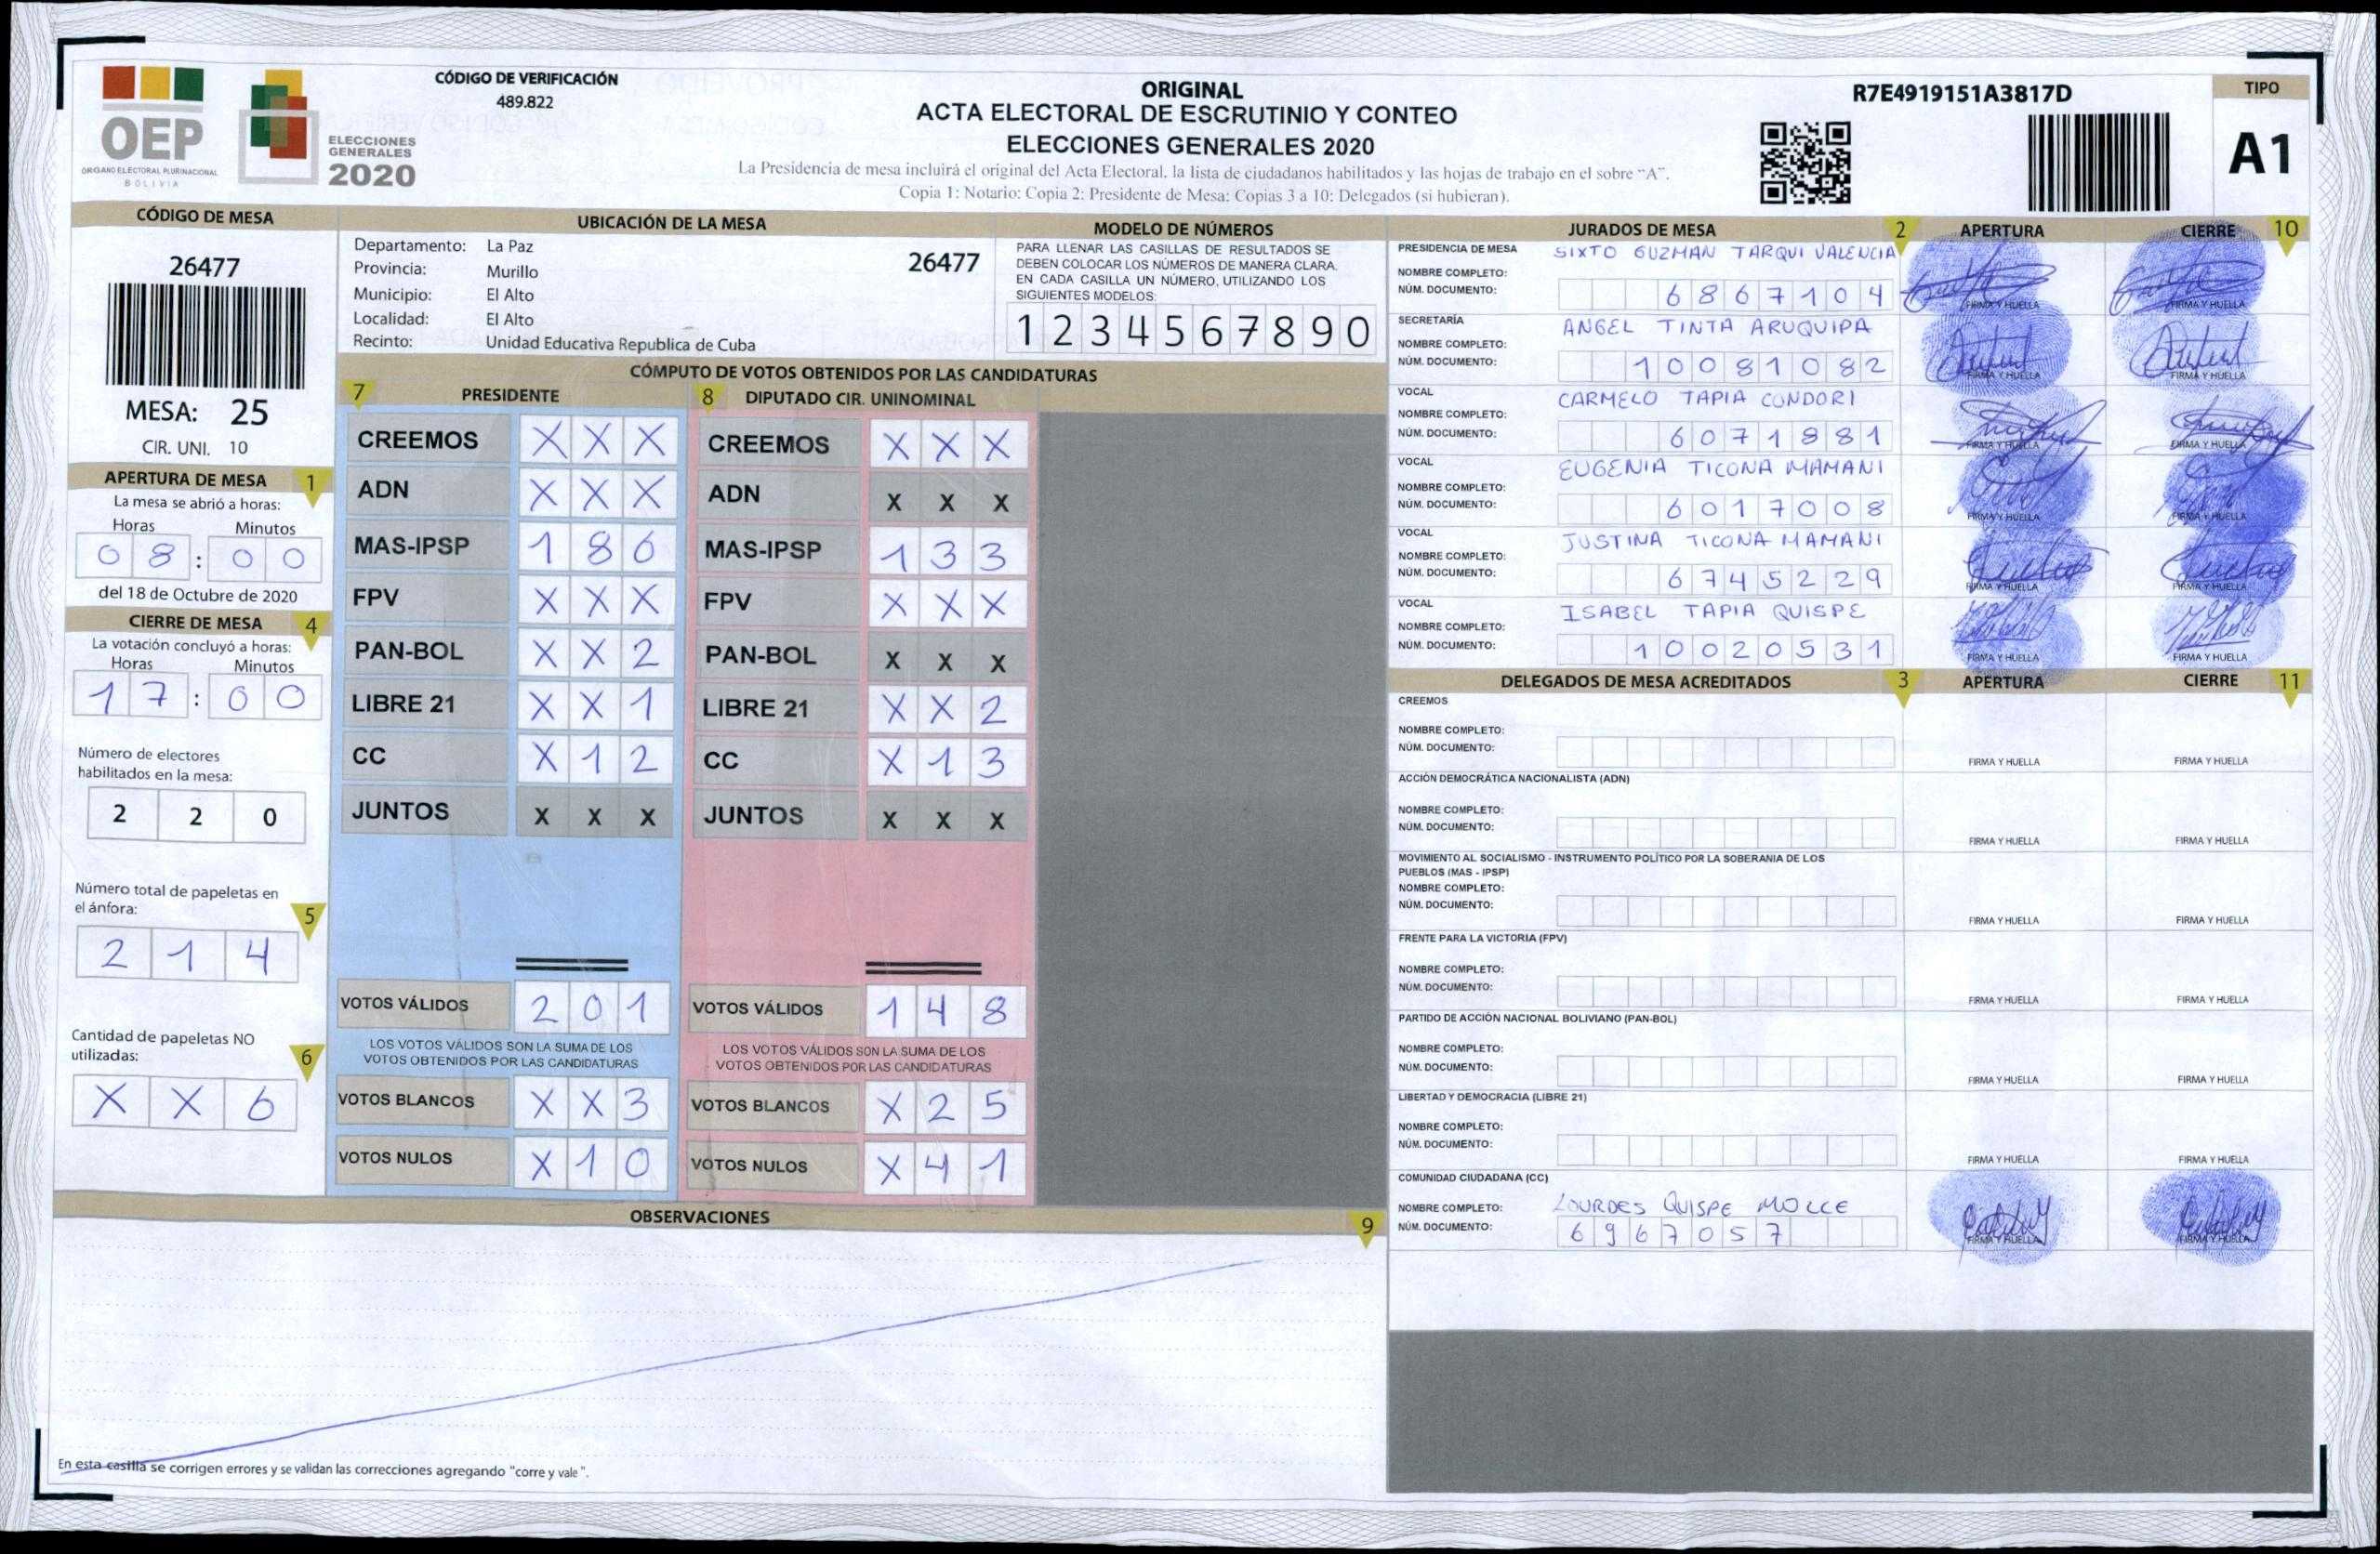 OEP
ÓRGANO ELECTORAL PLURINACIONAL
BOLIVIA
ELECCIONES
GENERALES
2020
CÓDIGO DE VERIFICACIÓN
489.822
ORIGINAL
ACTA ELECTORAL DE ESCRUTINIO Y CONTEO
ELECCIONES GENERALES 2020
La Presidencia de mesa incluirá el original del Acta Electoral, la lista de ciudadanos habilitados y las hojas de trabajo en el sobre "A".
Copia 1: Notario: Copia 2: Presidente de Mesa: Copias 3 a 10: Delegados (si hubieran).
R7E4919151A3817D
TIPO
A1
CÓDIGO DE MESA
26477
MESA: 25
CIR. UNI. 10
APERTURA DE MESA 1
La mesa se abrió a horas:
Horas Minutos
08:00
del 18 de Octubre de 2020
CIERRE DE MESA 4
La votación concluyó a horas:
Horas Minutos
17:00
Número de electores
habilitados en la mesa:
2 2 0
Número total de papeletas en
el ánfora: 5
2 1 4
Cantidad de papeletas NO
utilizadas: 6
X X 6
UBICACIÓN DE LA MESA
Departamento: La Paz
26477
Provincia: Murillo
Municipio: El Alto
Localidad: El Alto
Recinto: Unidad Educativa Republica de Cuba
MODELO DE NÚMEROS
PARA LLENAR LAS CASILLAS DE RESULTADOS SE
DEBEN COLOCAR LOS NÚMEROS DE MANERA CLARA.
EN CADA CASILLA UN NÚMERO, UTILIZANDO LOS
SIGUIENTES MODELOS:
1 2 3 4 5 6 7 8 9 0
CÓMPUTO DE VOTOS OBTENIDOS POR LAS CANDIDATURAS
7 PRESIDENTE
CREEMOS X X X
ADN X X X
MAS-IPSP 1 8 6
FPV X X X
PAN-BOL X X 2
LIBRE 21 X X 1
CC X 1 2
JUNTOS X X X
VOTOS VÁLIDOS 2 0 1
LOS VOTOS VÁLIDOS SON LA SUMA DE LOS
VOTOS OBTENIDOS POR LAS CANDIDATURAS
VOTOS BLANCOS X X 3
VOTOS NULOS X 1 0
8 DIPUTADO CIR. UNINOMINAL
CREEMOS X X X
ADN X X X
MAS-IPSP 1 3 3
FPV X X X
PAN-BOL X X X
LIBRE 21 X X 2
CC X 1 3
JUNTOS X X X
VOTOS VÁLIDOS 1 4 8
LOS VOTOS VÁLIDOS SON LA SUMA DE LOS
VOTOS OBTENIDOS POR LAS CANDIDATURAS
VOTOS BLANCOS X 2 5
VOTOS NULOS X 4 1
OBSERVACIONES 9
En esta casilla se corrigen errores y se validan las correcciones agregando "corre y vale".
JURADOS DE MESA 2 APERTURA CIERRE 10
PRESIDENCIA DE MESA
NOMBRE COMPLETO: SIXTO GUZMAN TARQUI VALENCIA
NÚM. DOCUMENTO: 6867104
FIRMA Y HUELLA FIRMA Y HUELLA
SECRETARÍA
NOMBRE COMPLETO: ANGEL TINTA ARUQUIPA
NÚM. DOCUMENTO: 10081082
FIRMA Y HUELLA FIRMA Y HUELLA
VOCAL
NOMBRE COMPLETO: CARMELO TAPIA CONDORI
NÚM. DOCUMENTO: 6071881
FIRMA Y HUELLA FIRMA Y HUELLA
VOCAL
NOMBRE COMPLETO: EUGENIA TICONA MAMANI
NÚM. DOCUMENTO: 6017008
FIRMA Y HUELLA FIRMA Y HUELLA
VOCAL
NOMBRE COMPLETO: JUSTINA TICONA MAMANI
NÚM. DOCUMENTO: 6745229
FIRMA Y HUELLA FIRMA Y HUELLA
VOCAL
NOMBRE COMPLETO: ISABEL TAPIA QUISPE
NÚM. DOCUMENTO: 10020531
FIRMA Y HUELLA FIRMA Y HUELLA
DELEGADOS DE MESA ACREDITADOS 3 APERTURA CIERRE 11
CREEMOS
NOMBRE COMPLETO:
NÚM. DOCUMENTO:
FIRMA Y HUELLA FIRMA Y HUELLA
ACCIÓN DEMOCRÁTICA NACIONALISTA (ADN)
NOMBRE COMPLETO:
NÚM. DOCUMENTO:
FIRMA Y HUELLA FIRMA Y HUELLA
MOVIMIENTO AL SOCIALISMO - INSTRUMENTO POLÍTICO POR LA SOBERANIA DE LOS
PUEBLOS (MAS - IPSP)
NOMBRE COMPLETO:
NÚM. DOCUMENTO:
FIRMA Y HUELLA FIRMA Y HUELLA
FRENTE PARA LA VICTORIA (FPV)
NOMBRE COMPLETO:
NÚM. DOCUMENTO:
FIRMA Y HUELLA FIRMA Y HUELLA
PARTIDO DE ACCIÓN NACIONAL BOLIVIANO (PAN-BOL)
NOMBRE COMPLETO:
NÚM. DOCUMENTO:
FIRMA Y HUELLA FIRMA Y HUELLA
LIBERTAD Y DEMOCRACIA (LIBRE 21)
NOMBRE COMPLETO:
NÚM. DOCUMENTO:
FIRMA Y HUELLA FIRMA Y HUELLA
COMUNIDAD CIUDADANA (CC)
NOMBRE COMPLETO: LOURDES QUISPE MOLLE
NÚM. DOCUMENTO: 6967057
FIRMA Y HUELLA FIRMA Y HUELLA